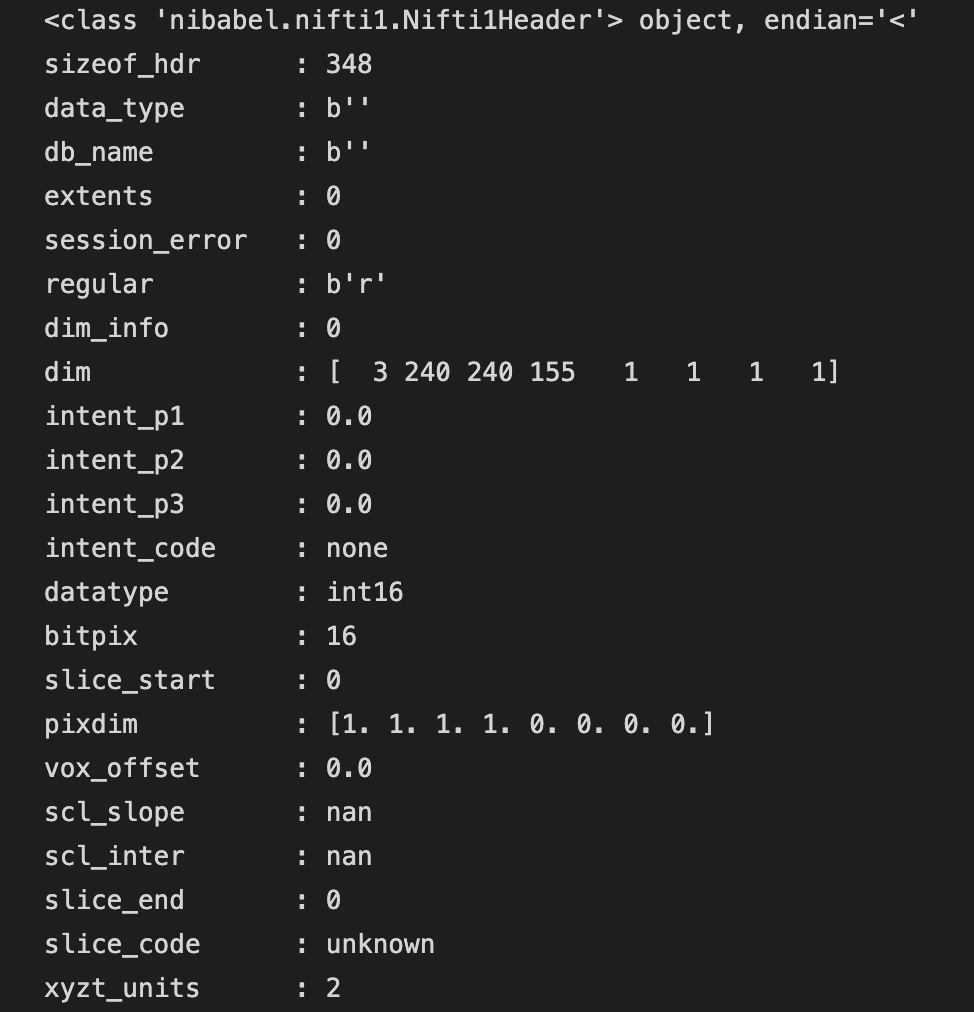 <class 'nibabel.nifti1.Nifti1Header'> object, endian='<'
sizeof_hdr      : 348
data_type       : b''
db_name         : b''
extents         : 0
session_error   : 0
regular         : b'r'
dim_info        : 0
dim             : [  3 240 240 155   1   1   1   1]
intent_p1       : 0.0
intent_p2       : 0.0
intent_p3       : 0.0
intent_code     : none
datatype        : int16
bitpix          : 16
slice_start     : 0
pixdim          : [1. 1. 1. 1. 0. 0. 0. 0.]
vox_offset      : 0.0
scl_slope       : nan
scl_inter       : nan
slice_end       : 0
slice_code      : unknown
xyzt_units      : 2